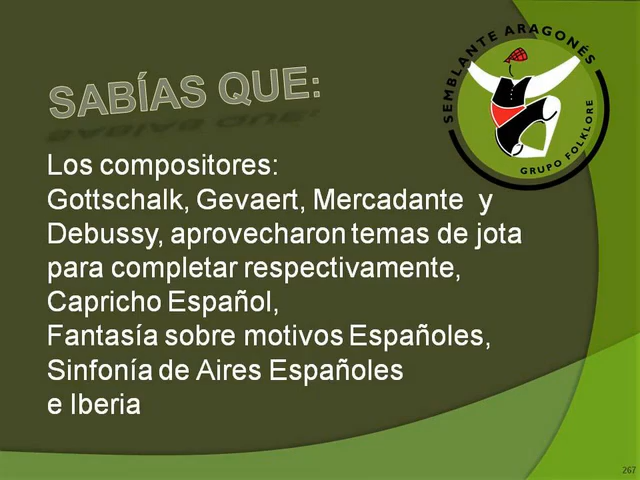 SEMBLANTE ARAGONÉS
GRUPO FOLKLORE
SABÍAS QUE:
Los compositores:
Gottschalk, Gevaert, Mercadante y
Debussy, aprovecharon temas de jota
para completar respectivamente,
Capricho Español,
Fantasía sobre motivos Españoles,
Sinfonía de Aires Españoles
e Iberia
267